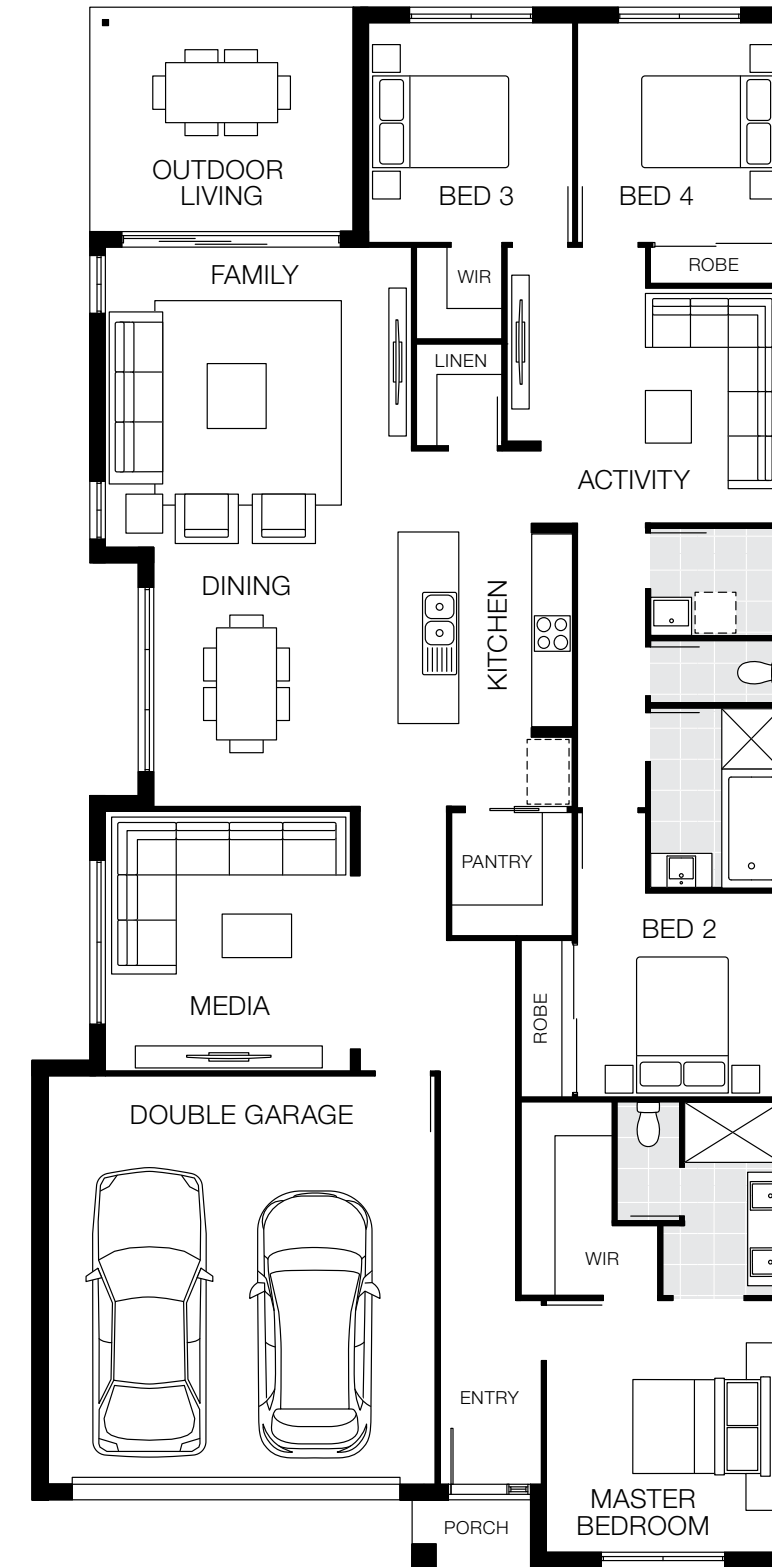 OUTDOOR
LIVING
BED 3
BED 4
FAMILY
WIR
ROBE
LINEN
ACTIVITY
DINING
KITCHEN
PANTRY
BED 2
MEDIA
ROBE
DOUBLE GARAGE
WIR
ENTRY
MASTER
BEDROOM
PORCH